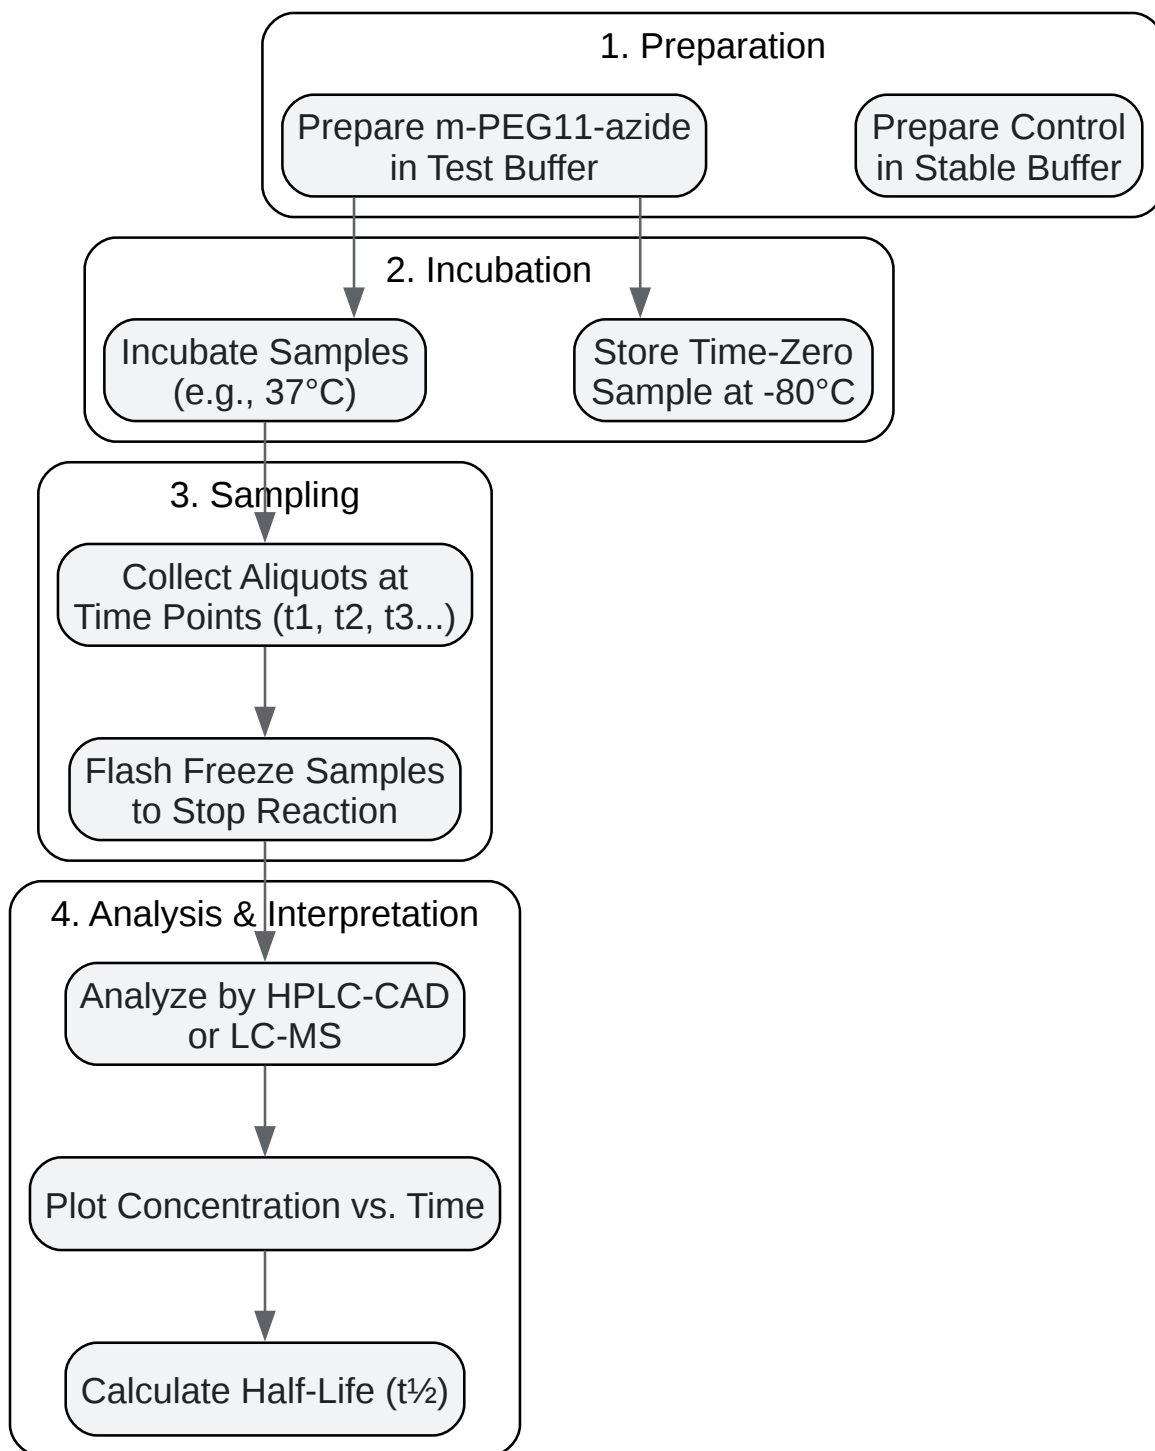 1. Preparation
Prepare m-PEG11-azide
in Test Buffer
Prepare Control
in Stable Buffer
2. Incubation
Incubate Samples
(e.g., 37°C)
Store Time-Zero
Sample at -80°C
3. Sampling
Collect Aliquots at
Time Points (t1, t2, t3...)
Flash Freeze Samples
to Stop Reaction
4. Analysis & Interpretation
Analyze by HPLC-CAD
or LC-MS
Plot Concentration vs. Time
Calculate Half-Life (t½)